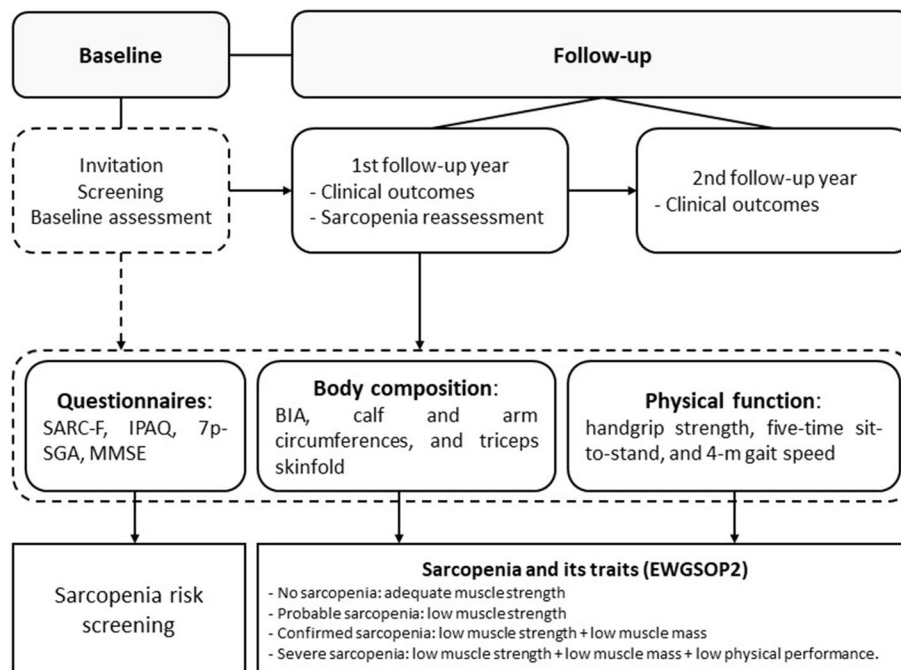 Baseline
Follow-up
Invitation
Screening
Baseline assessment
1st follow-up year
- Clinical outcomes
- Sarcopenia reassessment
2nd follow-up year
- Clinical outcomes
Questionnaires:
SARC-F, IPAQ, 7p-
SGA, MMSE
Body composition:
BIA, calf and arm
circumferences, and triceps
skinfold
Physical function:
handgrip strength, five-time sit-
to-stand, and 4-m gait speed
Sarcopenia risk
screening
Sarcopenia and its traits (EWGSOP2)
- No sarcopenia: adequate muscle strength
- Probable sarcopenia: low muscle strength
- Confirmed sarcopenia: low muscle strength + low muscle mass
- Severe sarcopenia: low muscle strength + low muscle mass + low physical performance.